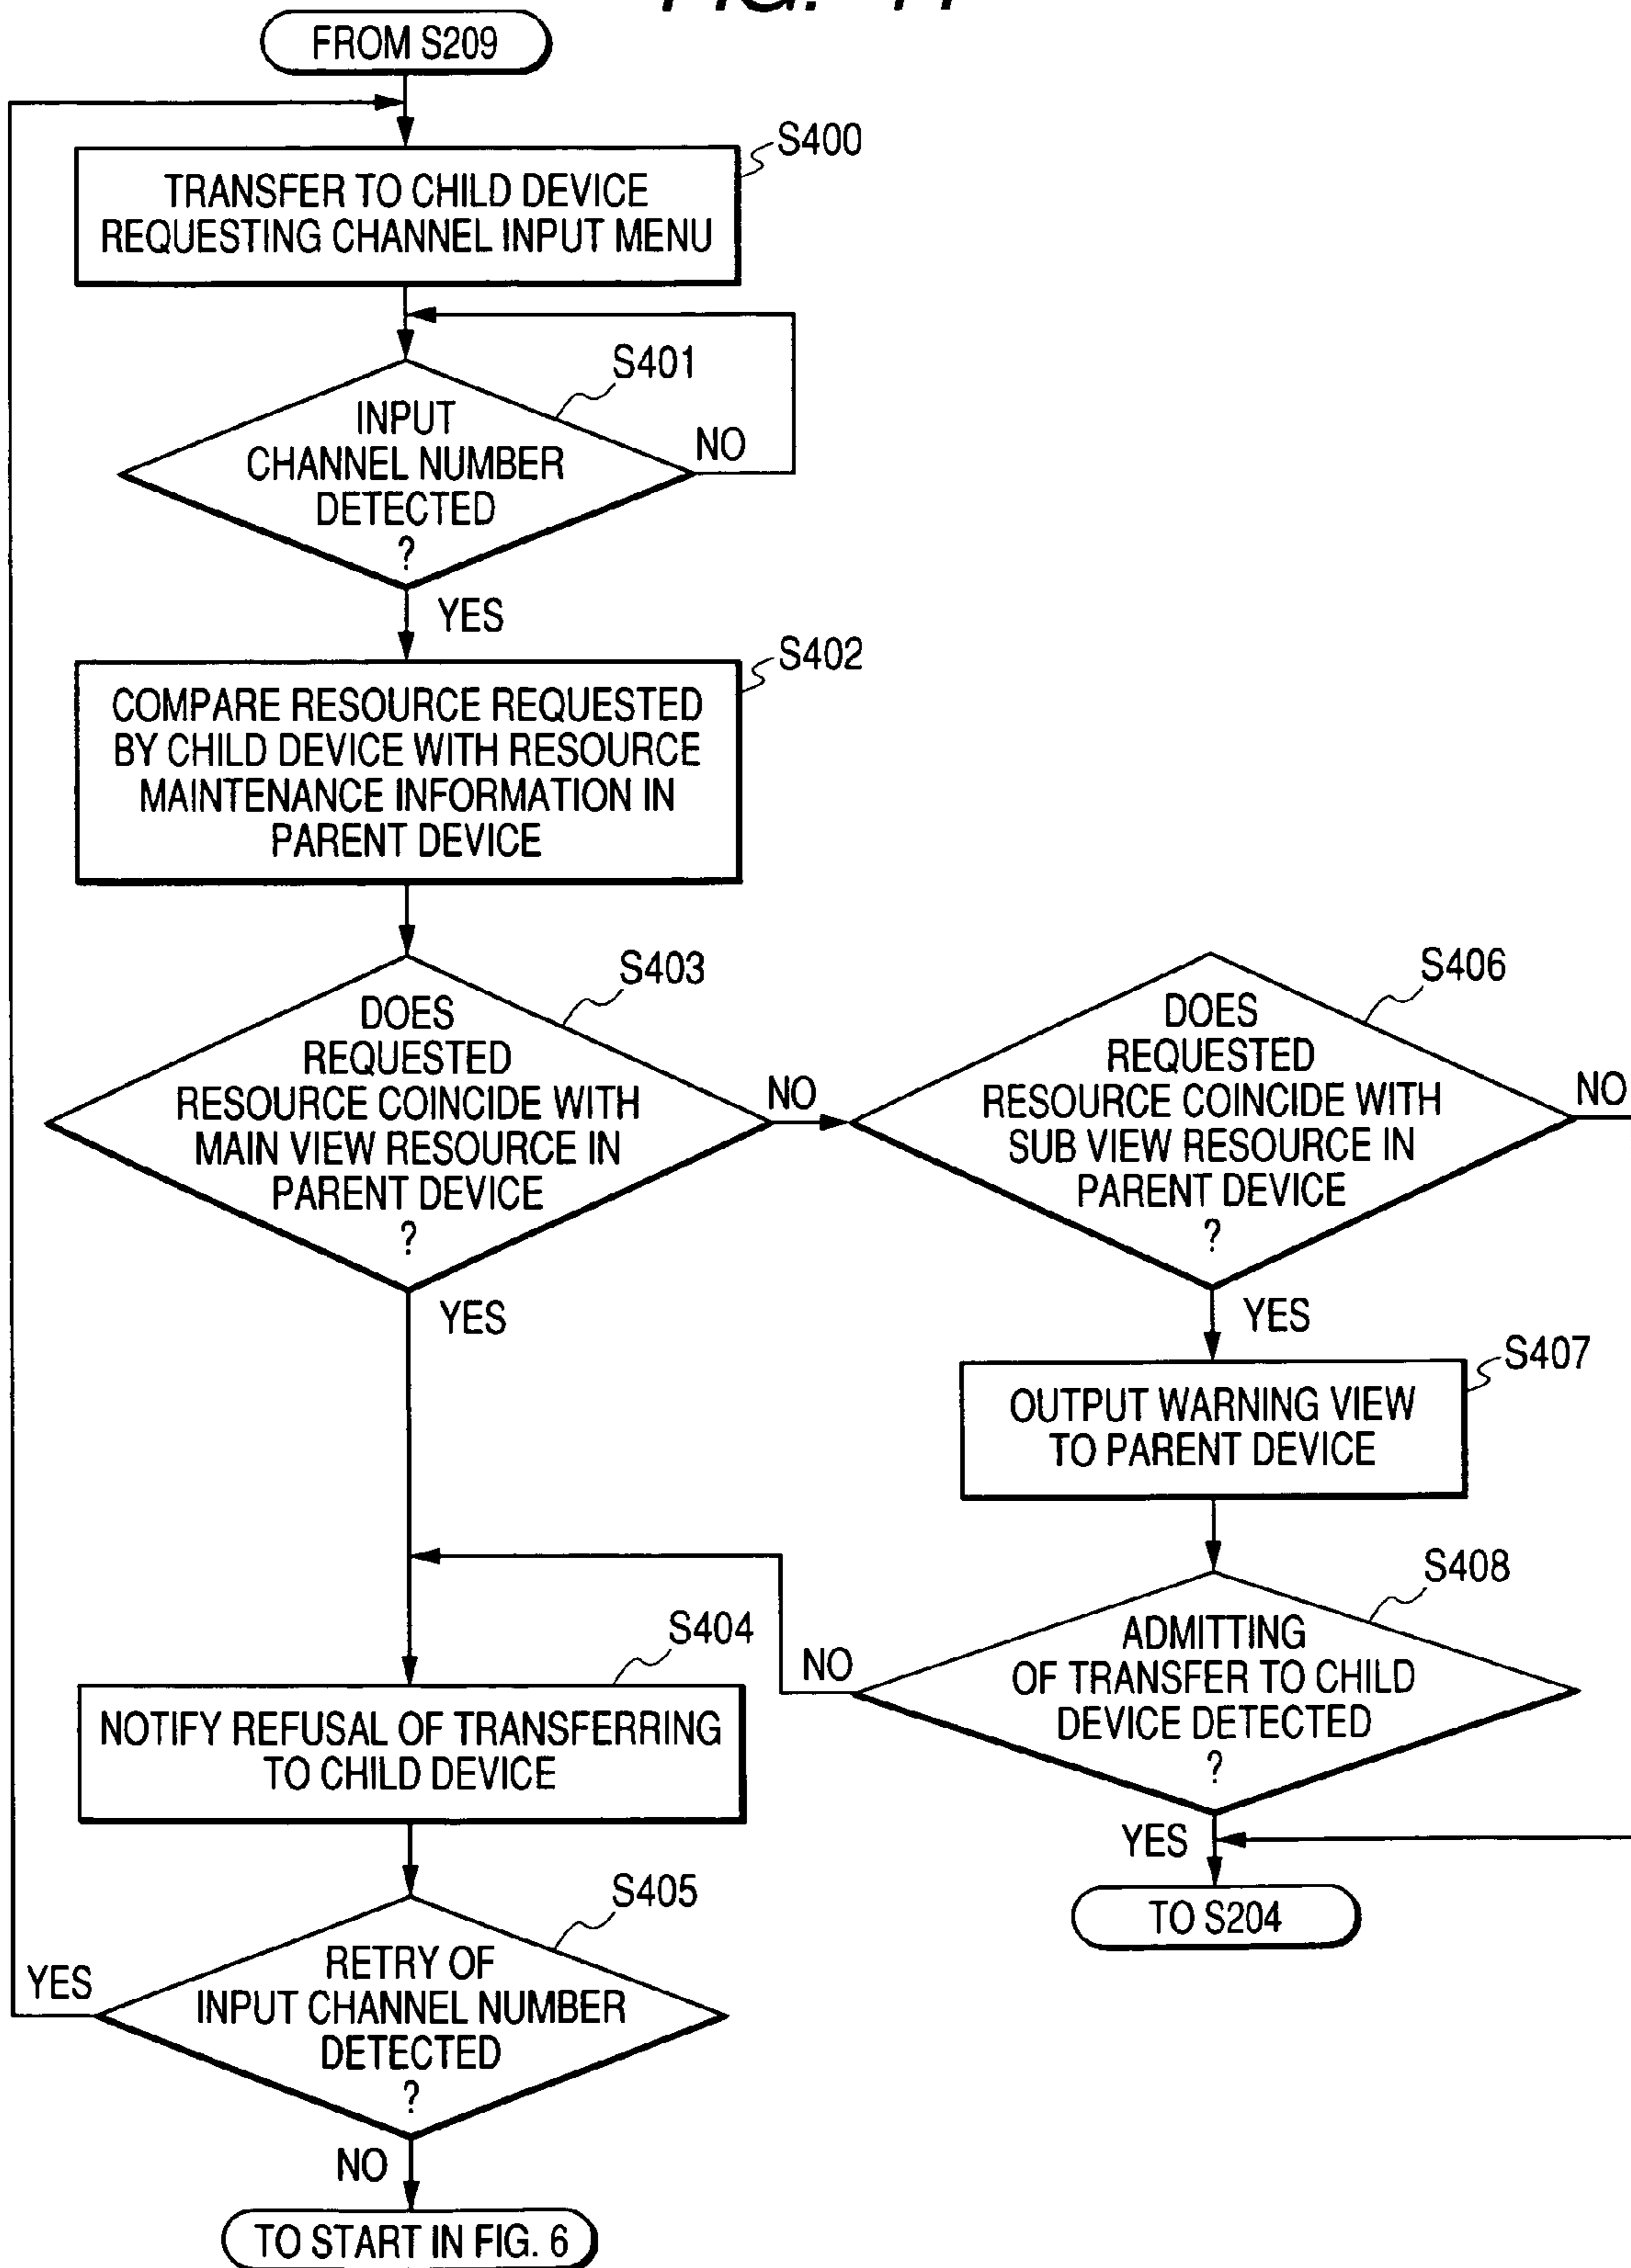 FROM S209
S400
TRANSFER TO CHILD DEVICE
REQUESTING CHANNEL INPUT MENU
S401
INPUT
CHANNEL NUMBER
DETECTED
?
NO
YES
S402
COMPARE RESOURCE REQUESTED
BY CHILD DEVICE WITH RESOURCE
MAINTENANCE INFORMATION IN
PARENT DEVICE
S403
DOES
REQUESTED
RESOURCE COINCIDE WITH
MAIN VIEW RESOURCE IN
PARENT DEVICE
?
NO
YES
S406
DOES
REQUESTED
RESOURCE COINCIDE WITH
SUB VIEW RESOURCE IN
PARENT DEVICE
?
NO
YES
S407
OUTPUT WARNING VIEW
TO PARENT DEVICE
S408
ADMITTING
OF TRANSFER TO CHILD
DEVICE DETECTED
?
NO
YES
TO S204
S404
NOTIFY REFUSAL OF TRANSFERRING
TO CHILD DEVICE
S405
RETRY OF
INPUT CHANNEL NUMBER
DETECTED
?
YES
NO
TO START IN FIG. 6